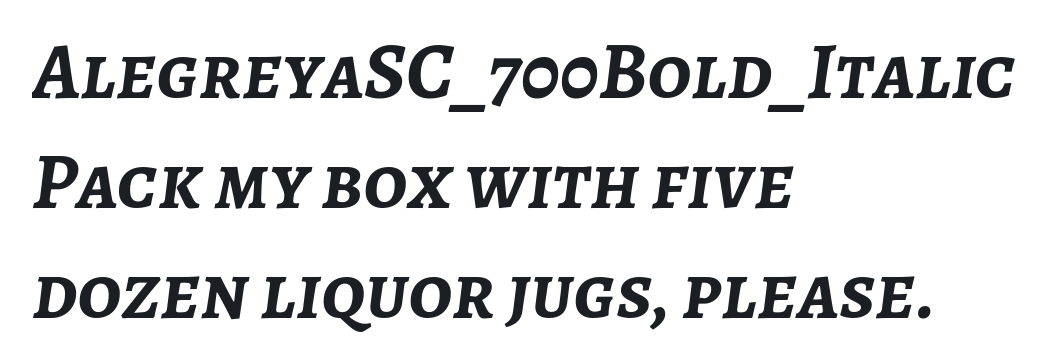 AlegreyaSC_700Bold_Italic
Pack my box with five
dozen liquor jugs, please.